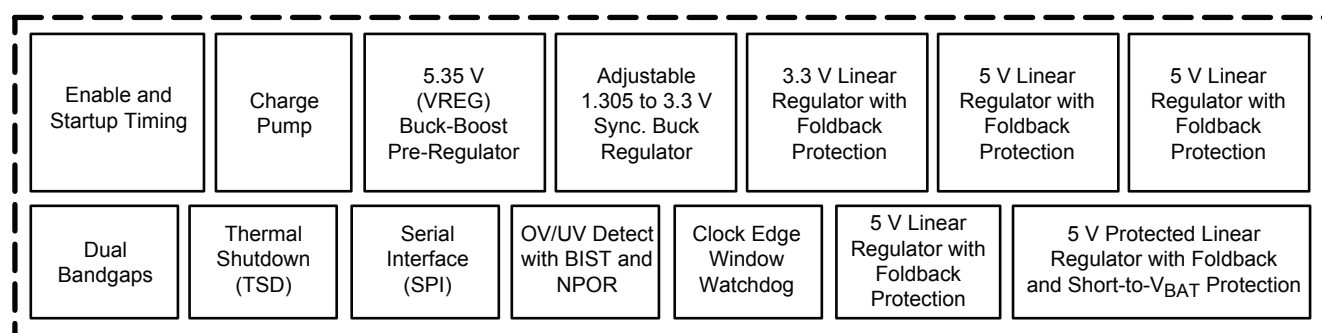 Enable and
Startup Timing
Charge
Pump
5.35 V
(VREG)
Buck-Boost
Pre-Regulator
Adjustable
1.305 to 3.3 V
Sync. Buck
Regulator
3.3 V Linear
Regulator with
Foldback
Protection
5 V Linear
Regulator with
Foldback
Protection
5 V Linear
Regulator with
Foldback
Protection
Dual
Bandgaps
Thermal
Shutdown
(TSD)
Serial
Interface
(SPI)
OV/UV Detect
with BIST and
NPOR
Clock Edge
Window
Watchdog
5 V Linear
Regulator with
Foldback
Protection
5 V Protected Linear
Regulator with Foldback
and Short-to-VBAT Protection